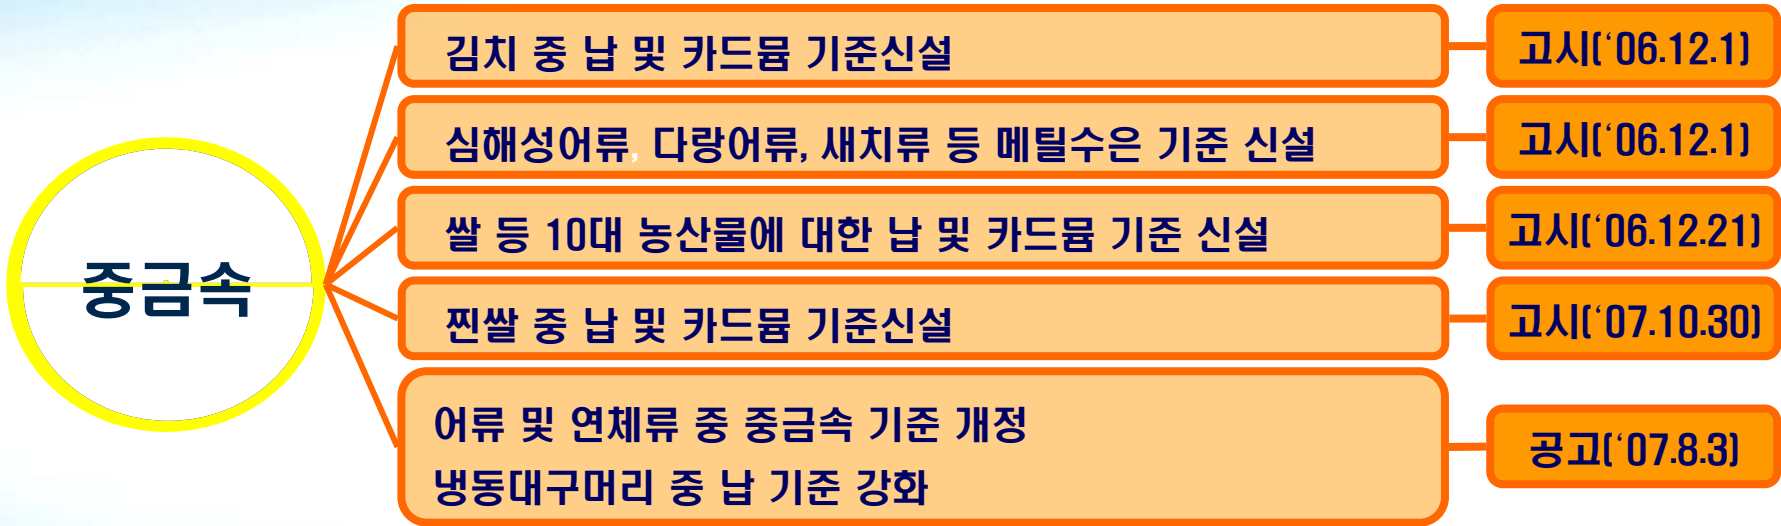 중금속
김치 중 납 및 카드뮴 기준신설
고시(‘06.12.1)
심해성어류, 다랑어류, 새치류 등 메틸수은 기준 신설
고시(‘06.12.1)
쌀 등 10대 농산물에 대한 납 및 카드뮴 기준 신설
고시(‘06.12.21)
찐쌀 중 납 및 카드뮴 기준신설
고시(‘07.10.30)
어류 및 연체류 중 중금속 기준 개정
냉동대구머리 중 납 기준 강화
공고(‘07.8.3)